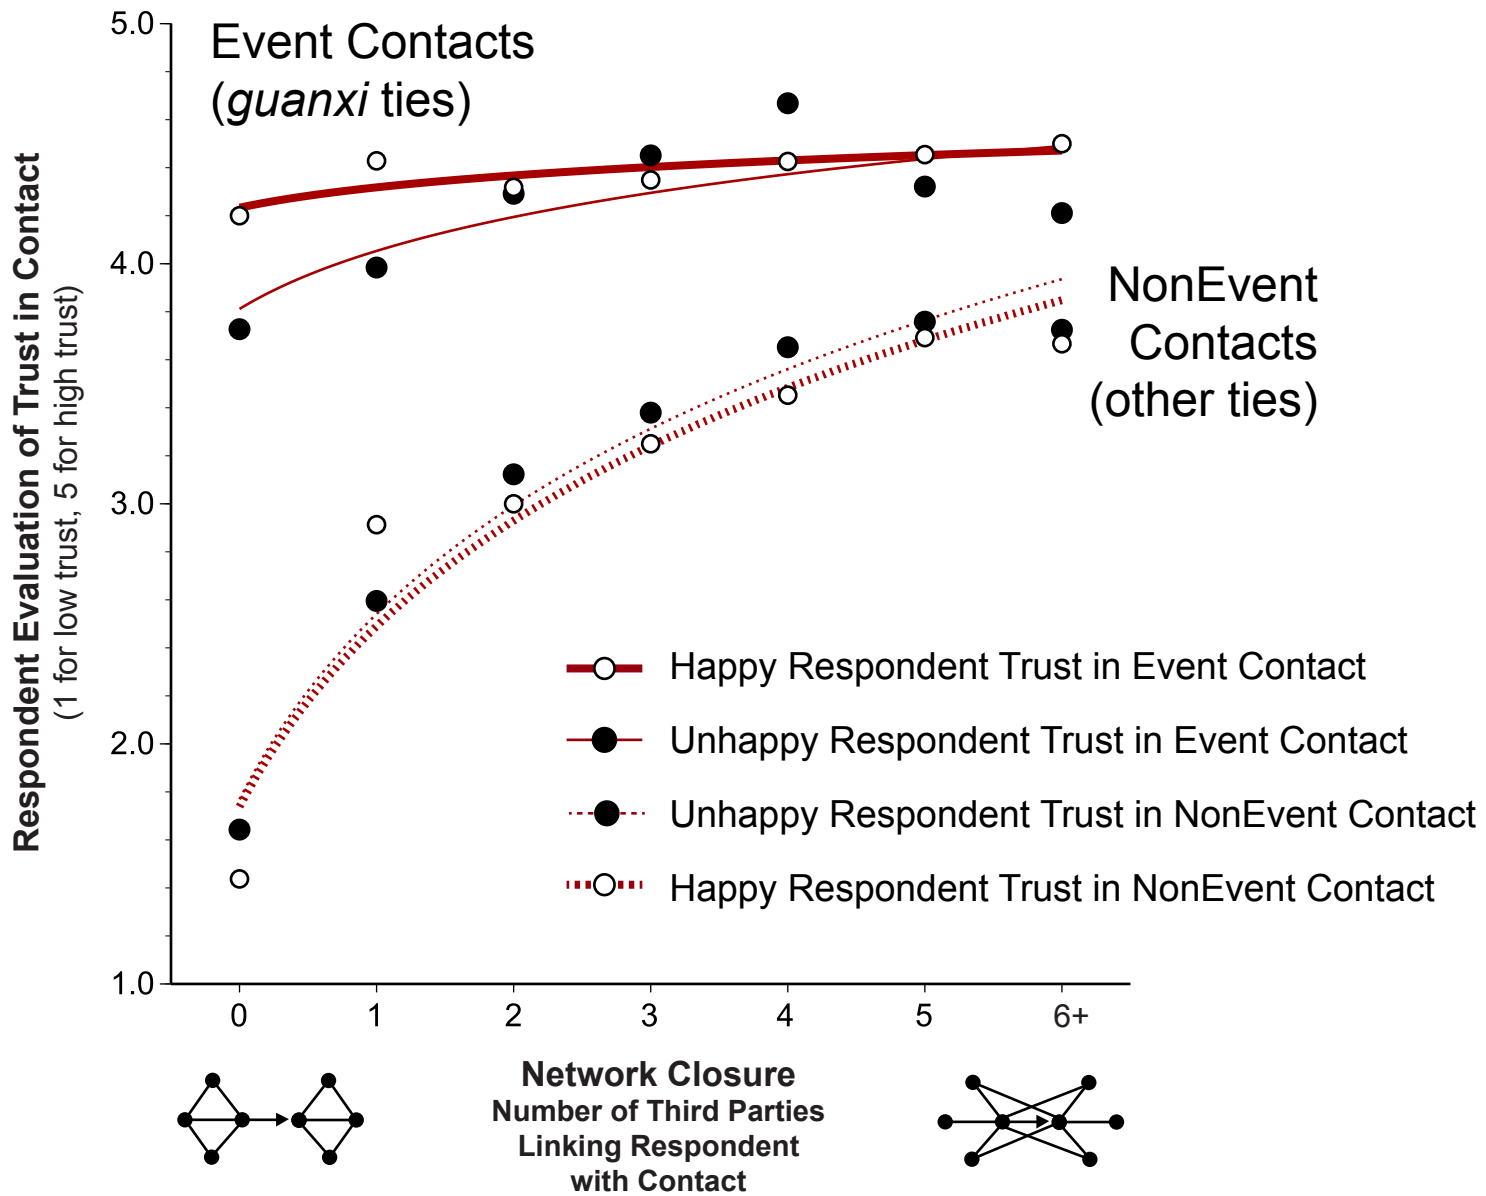 Event Contacts
(guanxi ties)
Respondent Evaluation of Trust in Contact
(1 for low trust, 5 for high trust)
5.0
4.0
3.0
2.0
1.0
NonEvent
Contacts
(other ties)
Happy Respondent Trust in Event Contact
Unhappy Respondent Trust in Event Contact
Unhappy Respondent Trust in NonEvent Contact
Happy Respondent Trust in NonEvent Contact
0 1 2 3 4 5 6+
Network Closure
Number of Third Parties
Linking Respondent
with Contact